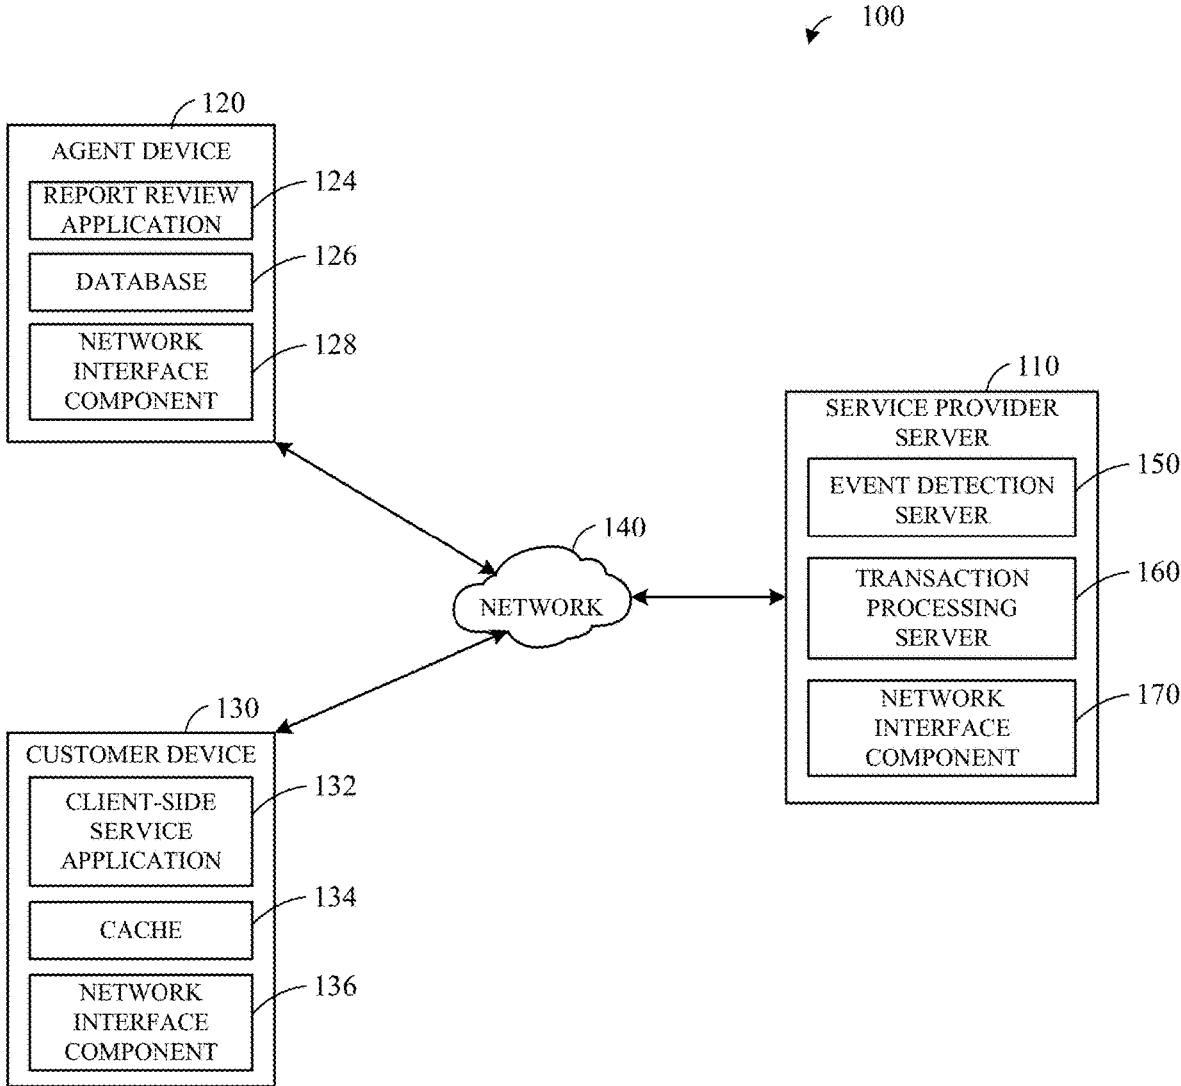 100
120
AGENT DEVICE
REPORT REVIEW
APPLICATION
124
DATABASE
126
NETWORK
INTERFACE
COMPONENT
128
140
NETWORK
110
SERVICE PROVIDER
SERVER
EVENT DETECTION
SERVER
150
TRANSACTION
PROCESSING
SERVER
160
NETWORK
INTERFACE
COMPONENT
170
130
CUSTOMER DEVICE
CLIENT-SIDE
SERVICE
APPLICATION
132
CACHE
134
NETWORK
INTERFACE
COMPONENT
136